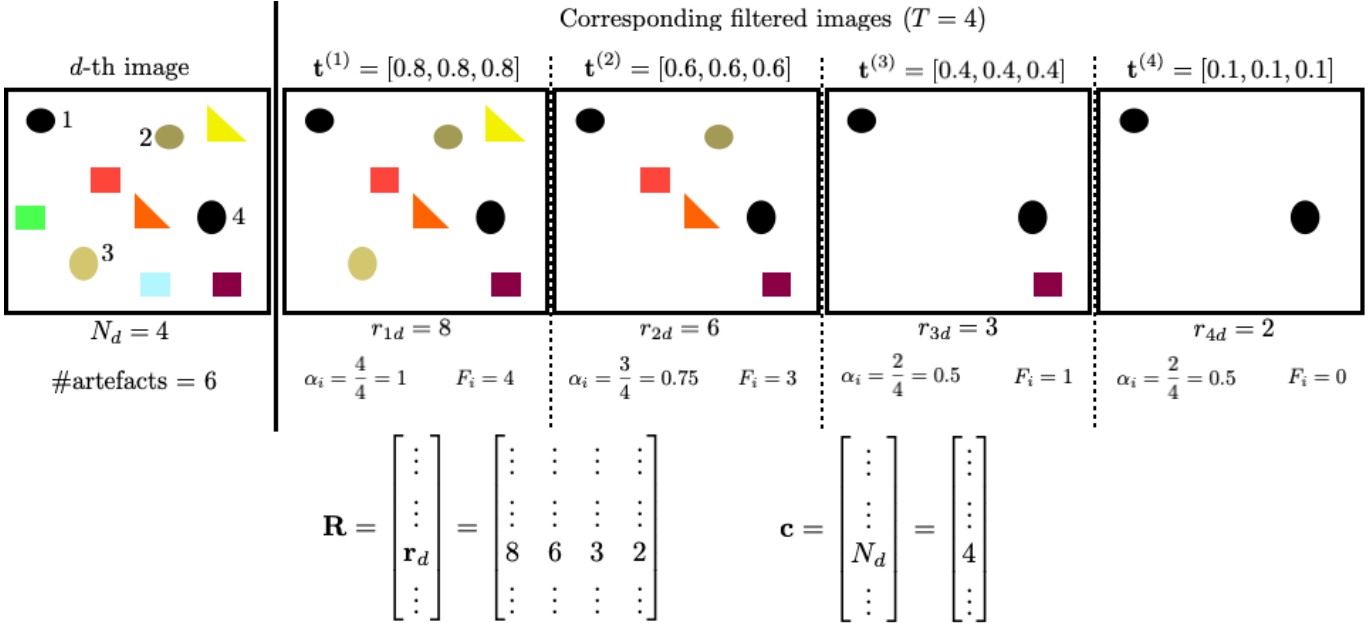 Corresponding filtered images (T = 4)
d-th image
t^(1) = [0.8, 0.8, 0.8]
t^(2) = [0.6, 0.6, 0.6]
t^(3) = [0.4, 0.4, 0.4]
t^(4) = [0.1, 0.1, 0.1]
1
2
3
4
N_d = 4
r_1d = 8
r_2d = 6
r_3d = 3
r_4d = 2
#artefacts = 6
α_i = 4/4 = 1 F_i = 4
α_i = 3/4 = 0.75 F_i = 3
α_i = 2/4 = 0.5 F_i = 1
α_i = 2/4 = 0.5 F_i = 0
R = [⋮ ⋮ r_d ⋮] = [⋮ ⋮ ⋮ ⋮
⋮ ⋮ ⋮ ⋮
8 6 3 2
⋮ ⋮ ⋮ ⋮]
c = [⋮ ⋮ N_d ⋮] = [⋮ ⋮ 4 ⋮]